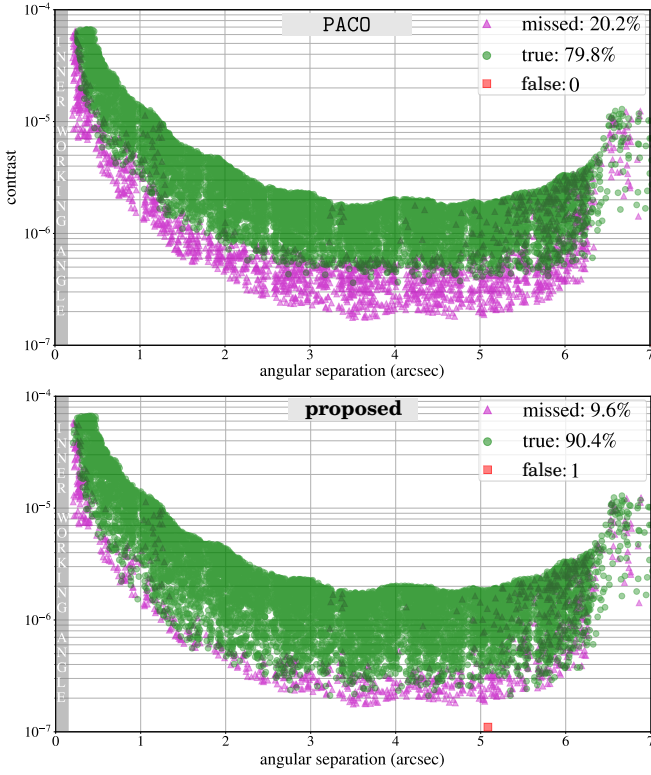 10⁻⁴
PACO
missed: 20.2%
true: 79.8%
false: 0
INNER WORKING ANGLE
10⁻⁵
contrast
10⁻⁶
10⁻⁷
0 1 2 3 4 5 6 7
angular separation (arcsec)
10⁻⁴
proposed
missed: 9.6%
true: 90.4%
false: 1
INNER WORKING ANGLE
10⁻⁵
10⁻⁶
10⁻⁷
0 1 2 3 4 5 6 7
angular separation (arcsec)